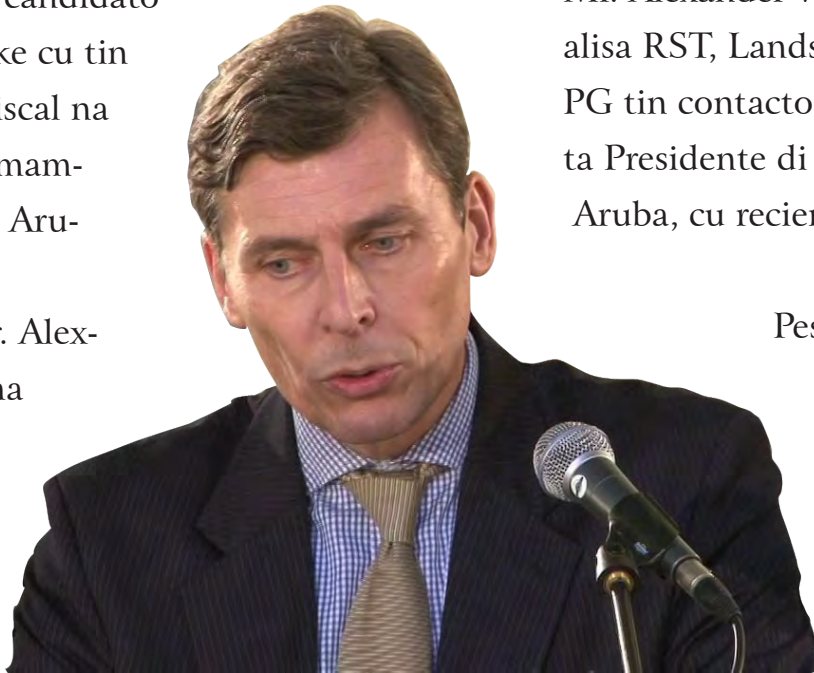 candidato
ke cu tin
iscal na
mam-
Aru-
r. Alex-
na
Mr. Alexander V
alisa RST, Lands
PG tin contacto
ta Presidente di
Aruba, cu recien
Pes